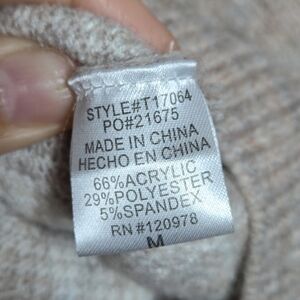 STYLE#T17064
PO#21675
MADE IN CHINA
HECHO EN CHINA
66%ACRYLIC
29%POLYESTER
5%SPANDEX
RN#120978
M